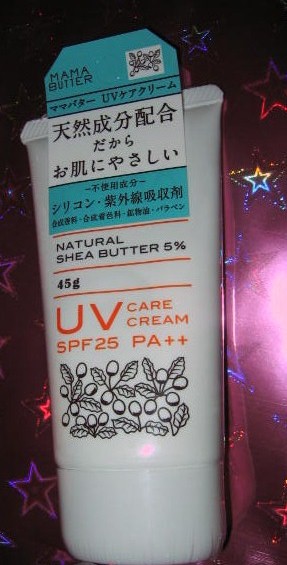 MAMA
BUTTER
ママバター UVケアクリーム
天然成分配合
だから
お肌にやさしい
−不使用成分−
シリコン・紫外線吸収剤
合成香料・合成着色料・鉱物油・パラベン
NATURAL
SHEA BUTTER 5%
45g
UV CARE
CREAM
SPF25 PA++